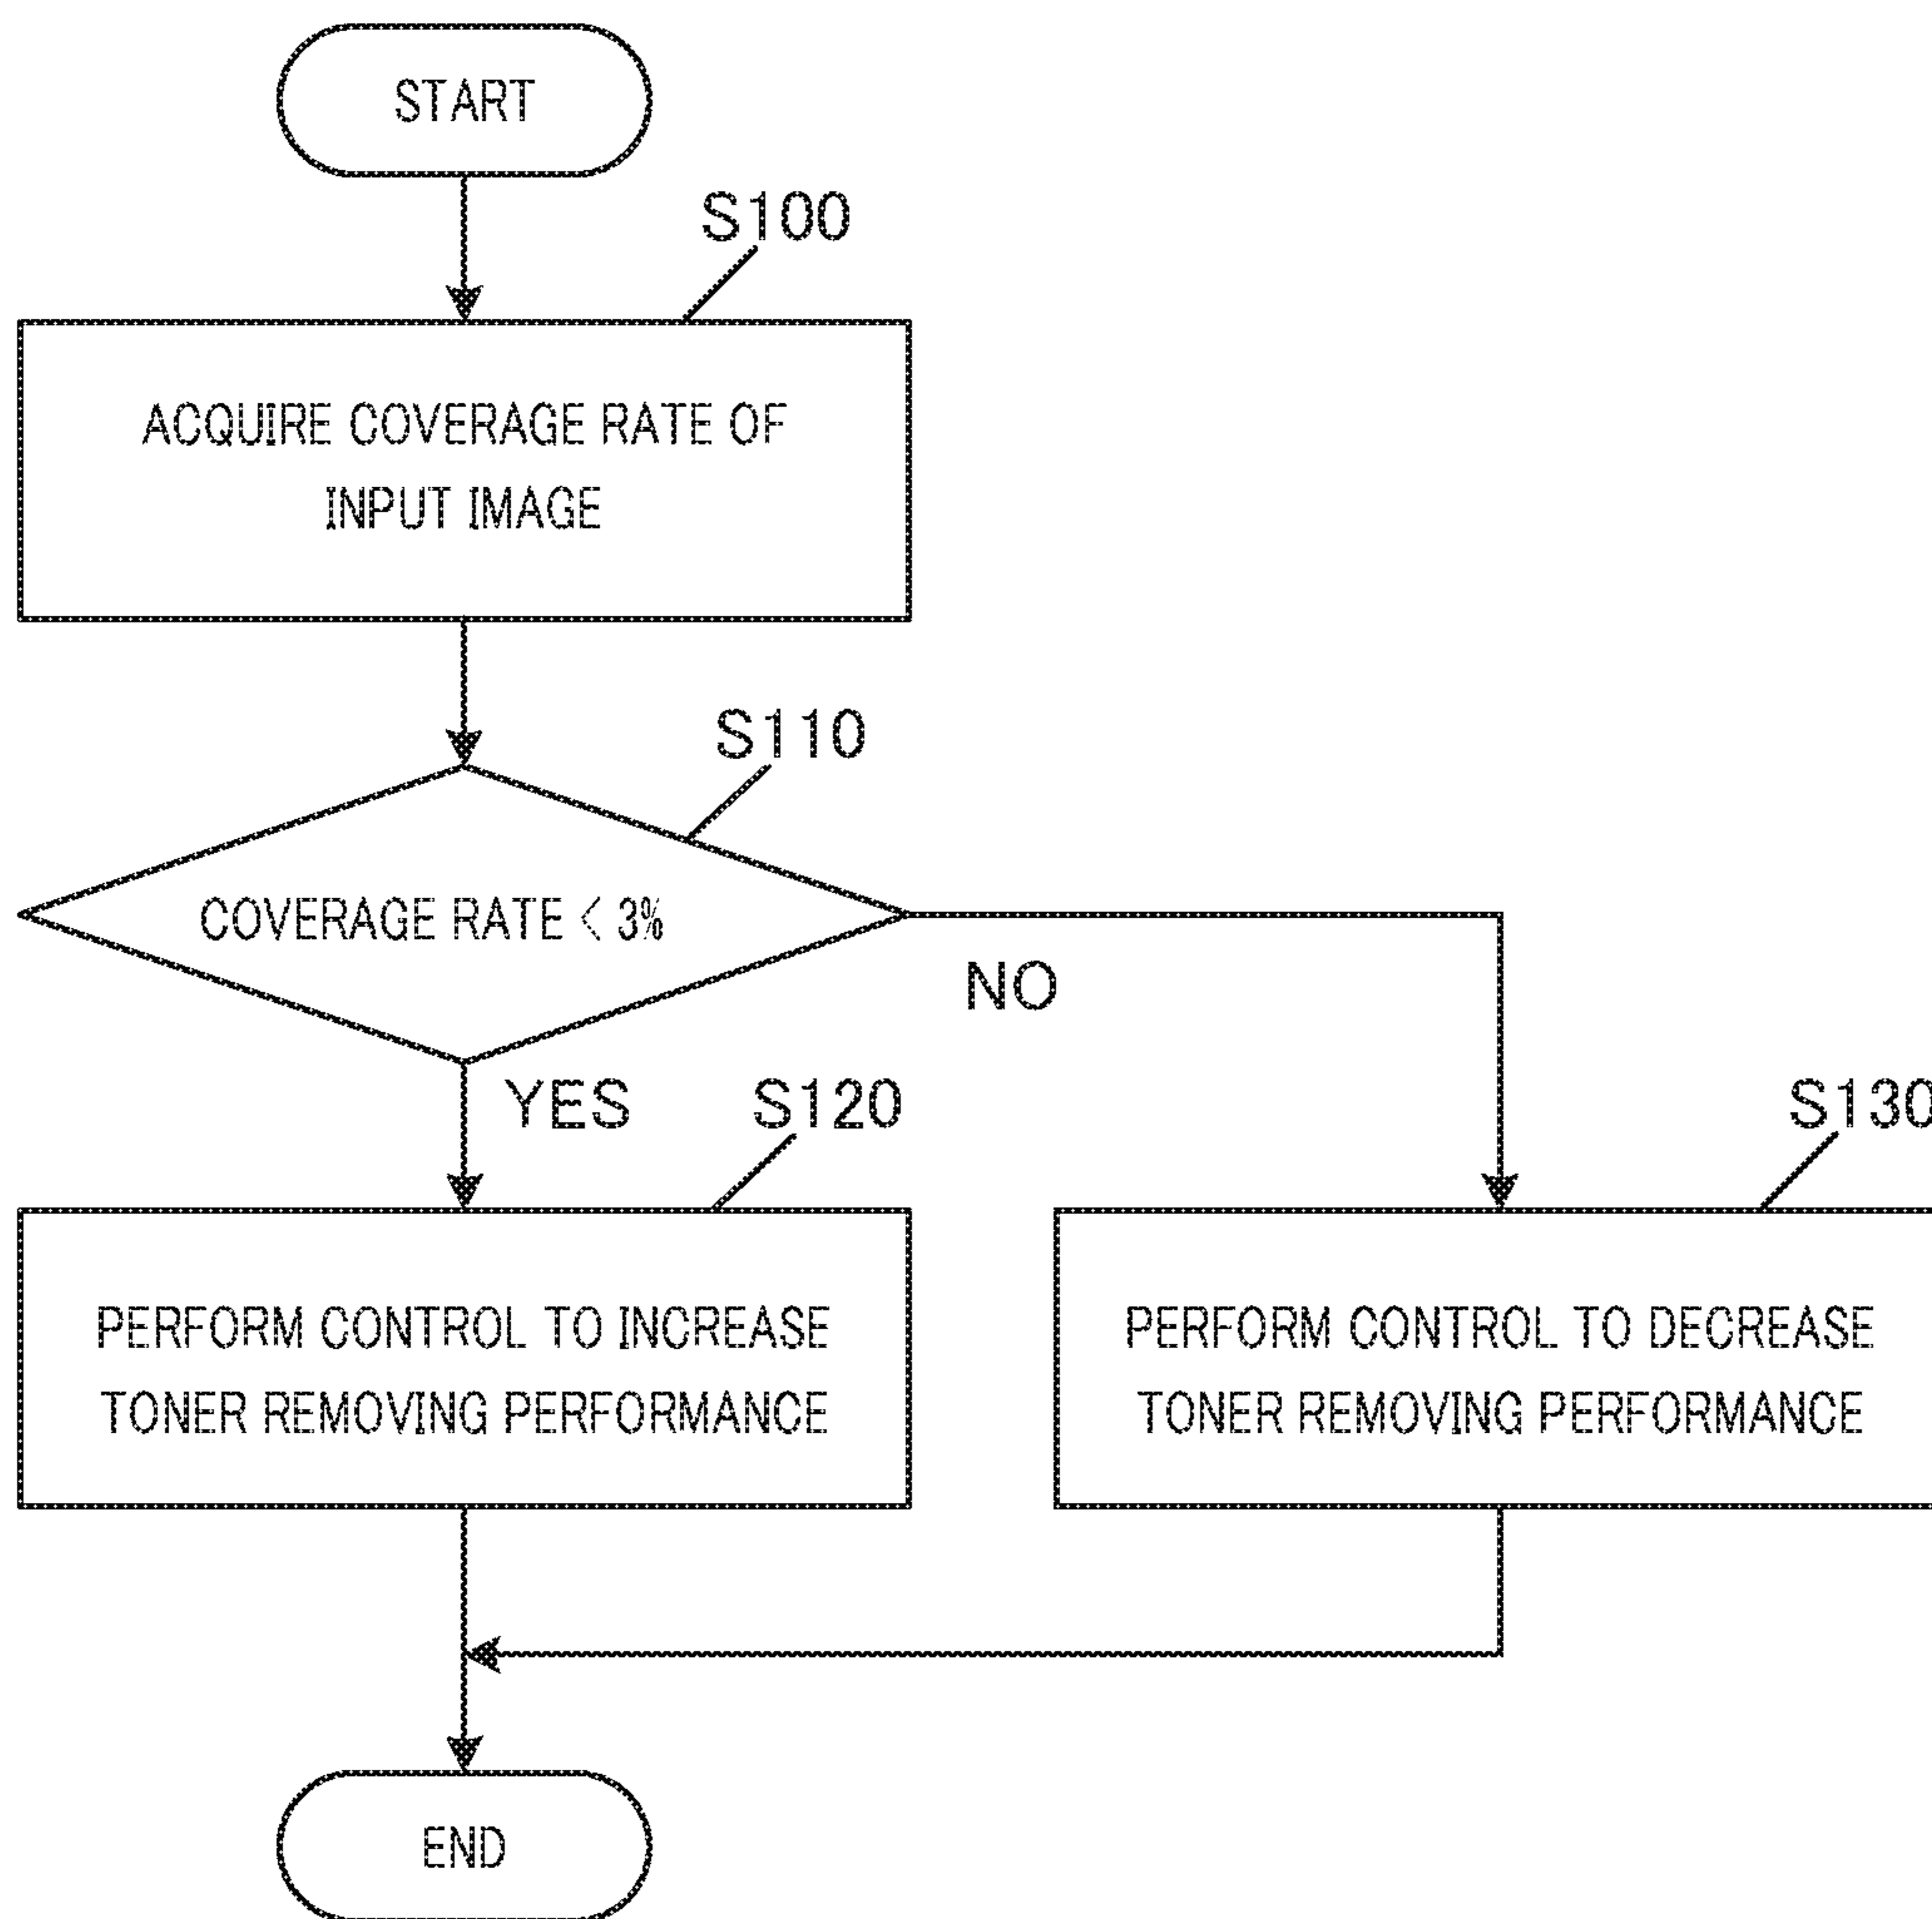 START
S100
ACQUIRE COVERAGE RATE OF
INPUT IMAGE
S110
COVERAGE RATE < 3%
NO
YES
S120
S130
PERFORM CONTROL TO INCREASE
TONER REMOVING PERFORMANCE
PERFORM CONTROL TO DECREASE
TONER REMOVING PERFORMANCE
END